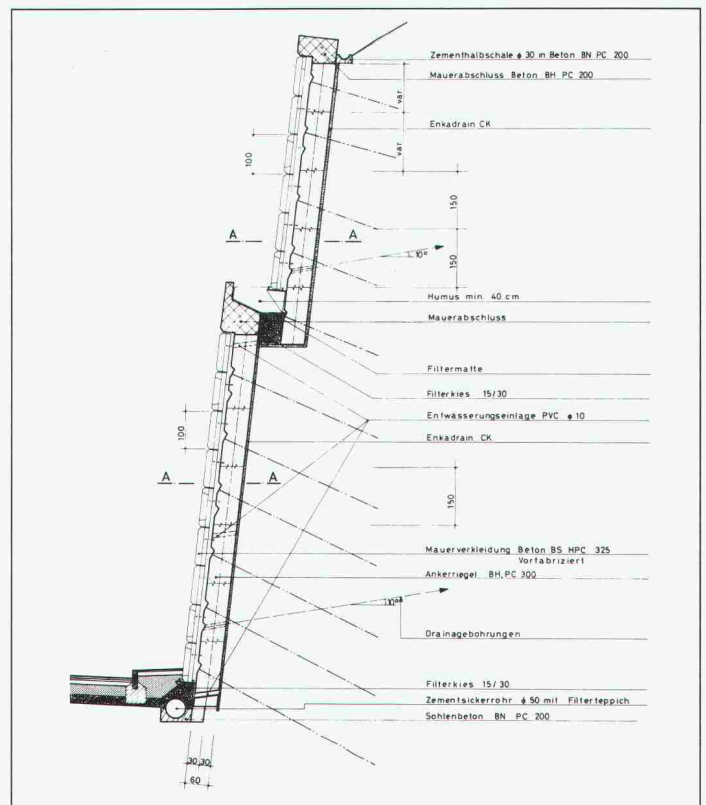 Zementhalbschale ø 30 in Beton BN PC 200
Mauerabschluss Beton BH PC 200
var.
Enkadrain CK
var.
100
150
A A
10°
150
Humus min. 40 cm
Mauerabschluss
Filtermatte
Filterkies 15/30
Entwässerungseinlage PVC ø 10
100
Enkadrain CK
A A
150
Mauerverkleidung Beton BS HPC 325
Vorfabriziert
Ankerriegel BH, PC 300
10°
Drainagebohrungen
Filterkies 15/30
Zementsickerrohr ø 50 mit Filterteppich
Sohlenbeton BN PC 200
30 30
60